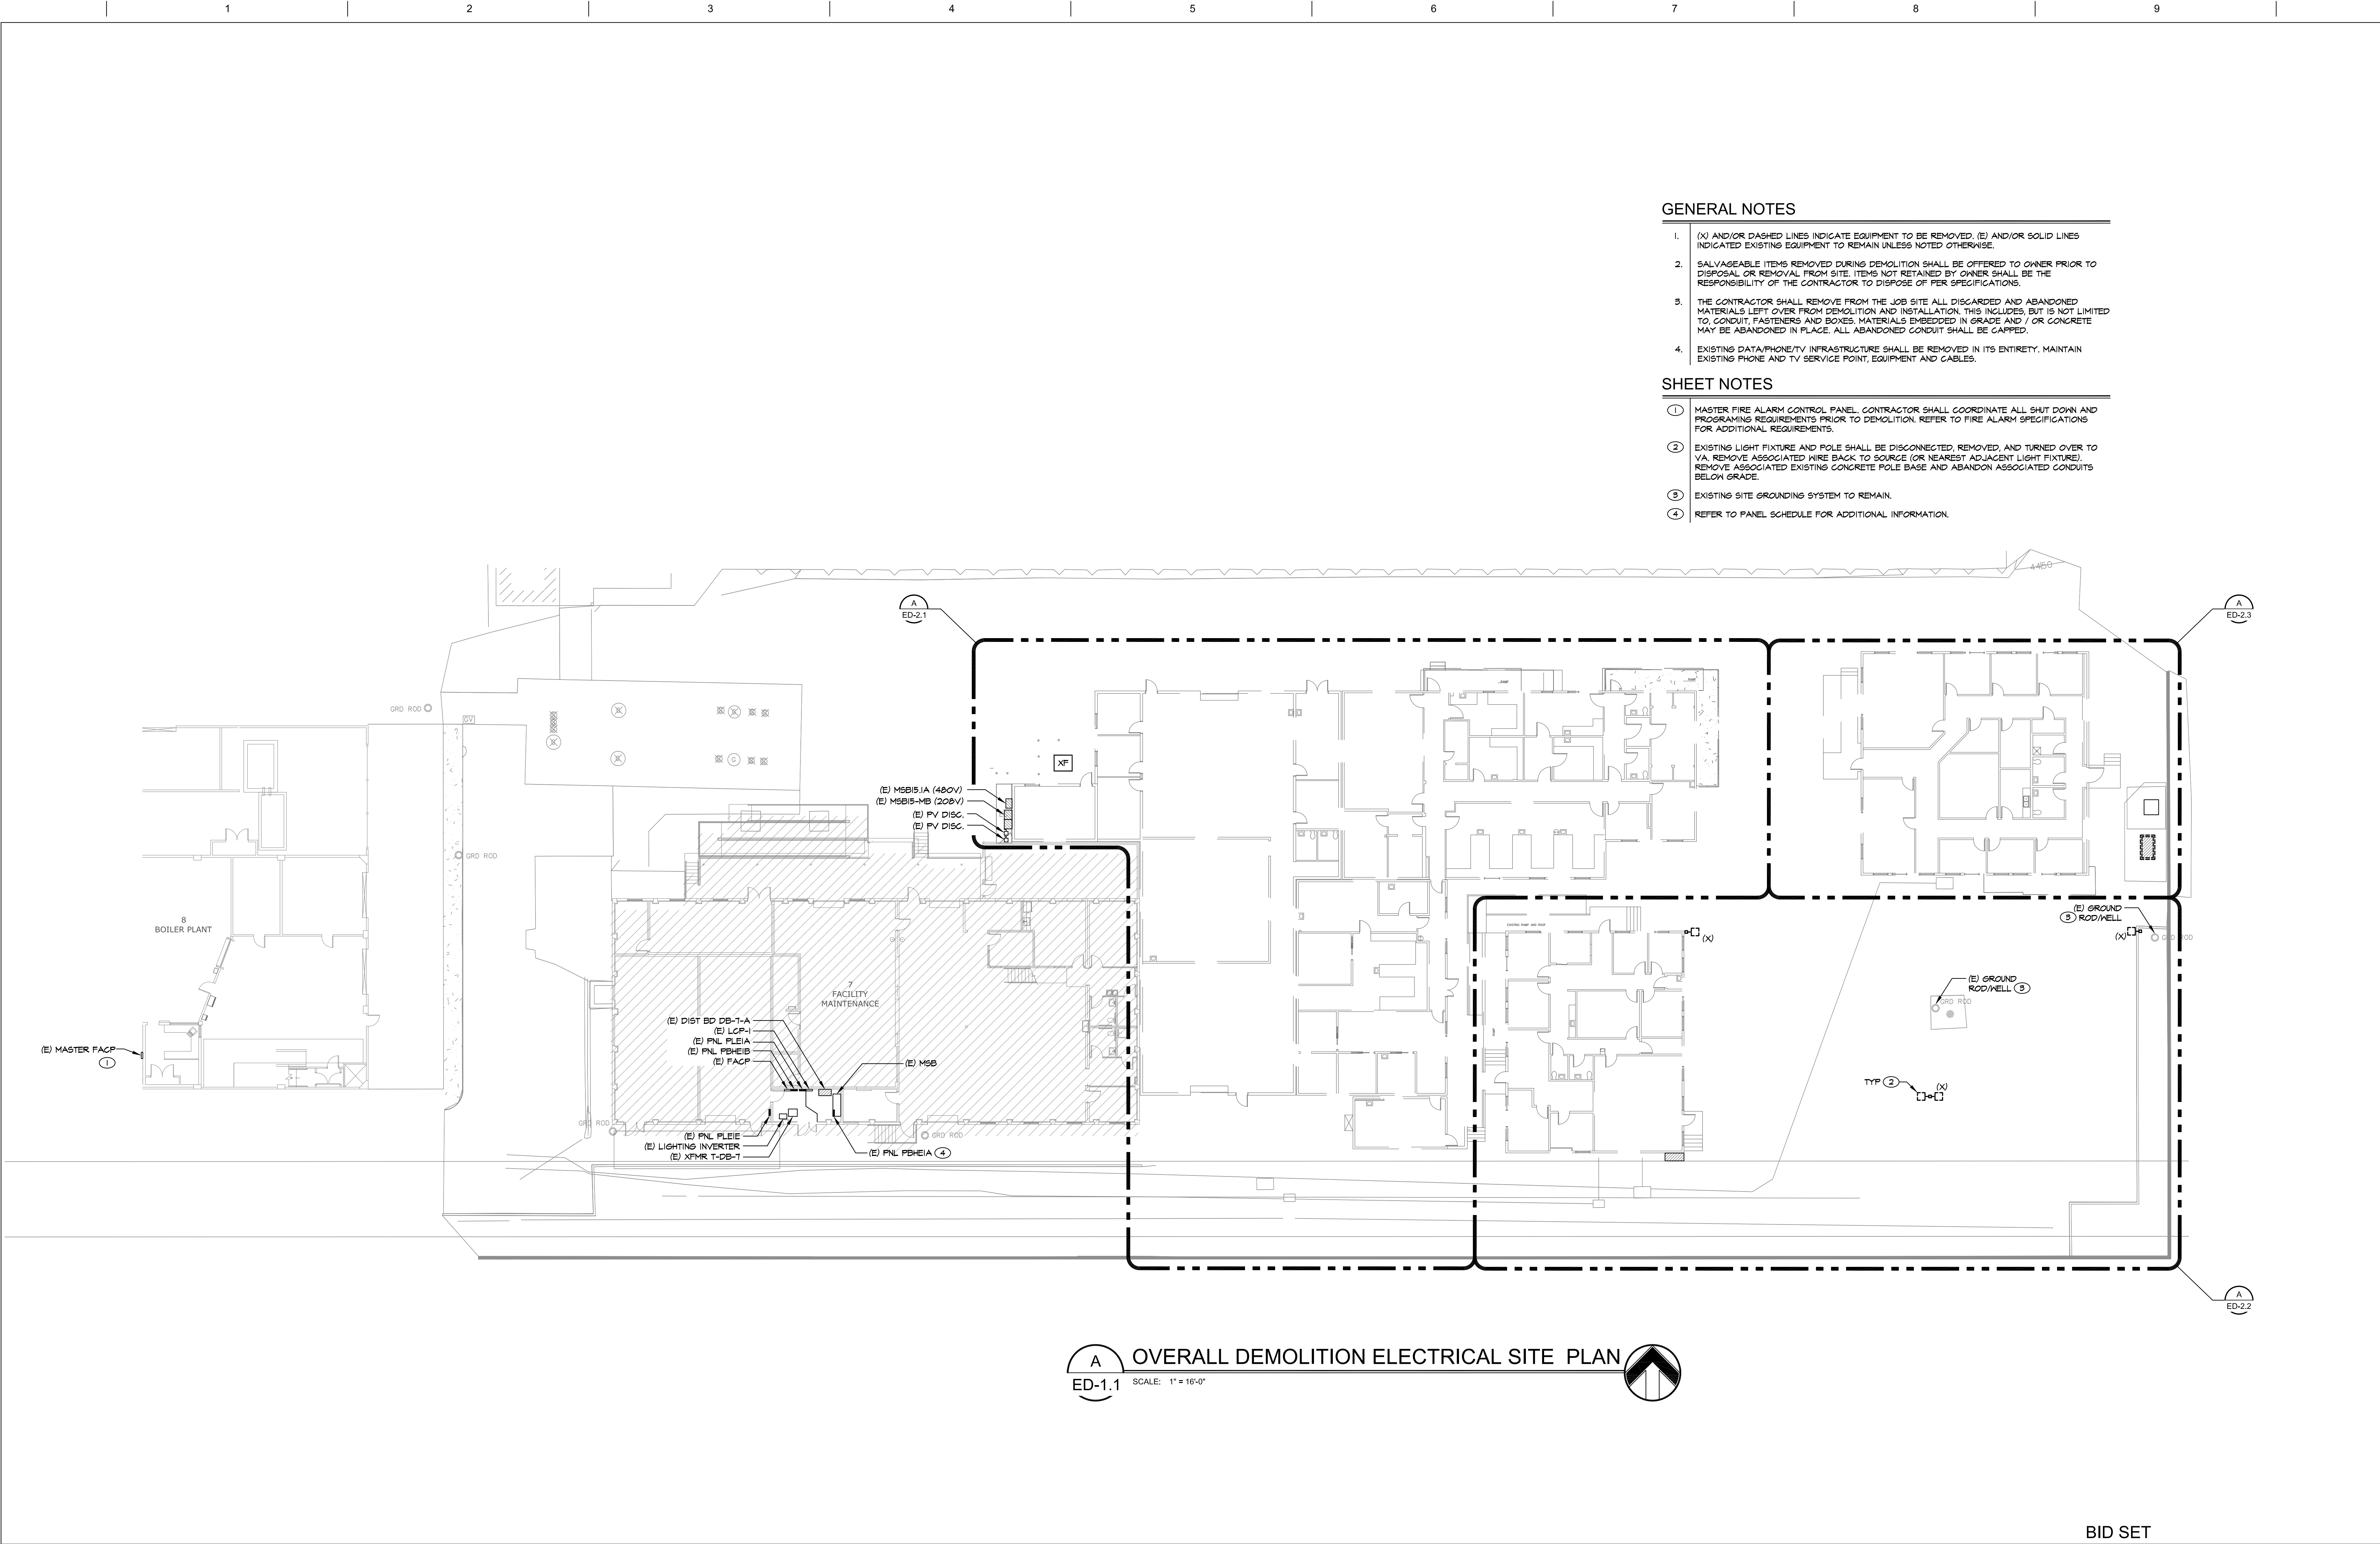 1 2 3 4 5 6 7 8 9
GENERAL NOTES
1. (X) AND/OR DASHED LINES INDICATE EQUIPMENT TO BE REMOVED. (E) AND/OR SOLID LINES
INDICATED EXISTING EQUIPMENT TO REMAIN UNLESS NOTED OTHERWISE.
2. SALVAGEABLE ITEMS REMOVED DURING DEMOLITION SHALL BE OFFERED TO OWNER PRIOR TO
DISPOSAL OR REMOVAL FROM SITE. ITEMS NOT RETAINED BY OWNER SHALL BE THE
RESPONSIBILITY OF THE CONTRACTOR TO DISPOSE OF PER SPECIFICATIONS.
3. THE CONTRACTOR SHALL REMOVE FROM THE JOB SITE ALL DISCARDED AND ABANDONED
MATERIALS LEFT OVER FROM DEMOLITION AND INSTALLATION. THIS INCLUDES, BUT IS NOT LIMITED
TO, CONDUIT, FASTENERS AND BOXES. MATERIALS EMBEDDED IN GRADE AND / OR CONCRETE
MAY BE ABANDONED IN PLACE. ALL ABANDONED CONDUIT SHALL BE CAPPED.
4. EXISTING DATA/PHONE/TV INFRASTRUCTURE SHALL BE REMOVED IN ITS ENTIRETY. MAINTAIN
EXISTING PHONE AND TV SERVICE POINT, EQUIPMENT AND CABLES.
SHEET NOTES
1 MASTER FIRE ALARM CONTROL PANEL. CONTRACTOR SHALL COORDINATE ALL SHUT DOWN AND
PROGRAMING REQUIREMENTS PRIOR TO DEMOLITION. REFER TO FIRE ALARM SPECIFICATIONS
FOR ADDITIONAL REQUIREMENTS.
2 EXISTING LIGHT FIXTURE AND POLE SHALL BE DISCONNECTED, REMOVED, AND TURNED OVER TO
VA. REMOVE ASSOCIATED WIRE BACK TO SOURCE (OR NEAREST ADJACENT LIGHT FIXTURE).
REMOVE ASSOCIATED EXISTING CONCRETE POLE BASE AND ABANDON ASSOCIATED CONDUITS
BELOW GRADE.
3 EXISTING SITE GROUNDING SYSTEM TO REMAIN.
4 REFER TO PANEL SCHEDULE FOR ADDITIONAL INFORMATION.
4450
A
ED-2.1
A
ED-2.3
GRD ROD
GV
G
XF
(E) MSB15.1A (480V)
(E) MSB15-MB (208V)
(E) PV DISC.
(E) PV DISC.
GRD ROD
8
BOILER PLANT
(E) GROUND
3 ROD/WELL
EXISTING RAMP AND ROOF
(X)
(X)
GRD ROD
7
FACILITY
MAINTENANCE
(E) GROUND
ROD/WELL 3
GRD ROD
(E) DIST BD DB-7-A
(E) LCP-1
(E) PNL PLE1A
(E) PNL PBHE1B
(E) FACP
(E) MSB
(E) MASTER FACP
1
TYP 2
(X)
GRD ROD
GRD ROD
(E) PNL PLE1E
(E) LIGHTING INVERTER
(E) XFMR T-DB-7
(E) PNL PBHE1A 4
A
ED-2.2
A
ED-1.1
OVERALL DEMOLITION ELECTRICAL SITE PLAN
SCALE: 1" = 16'-0"
BID SET